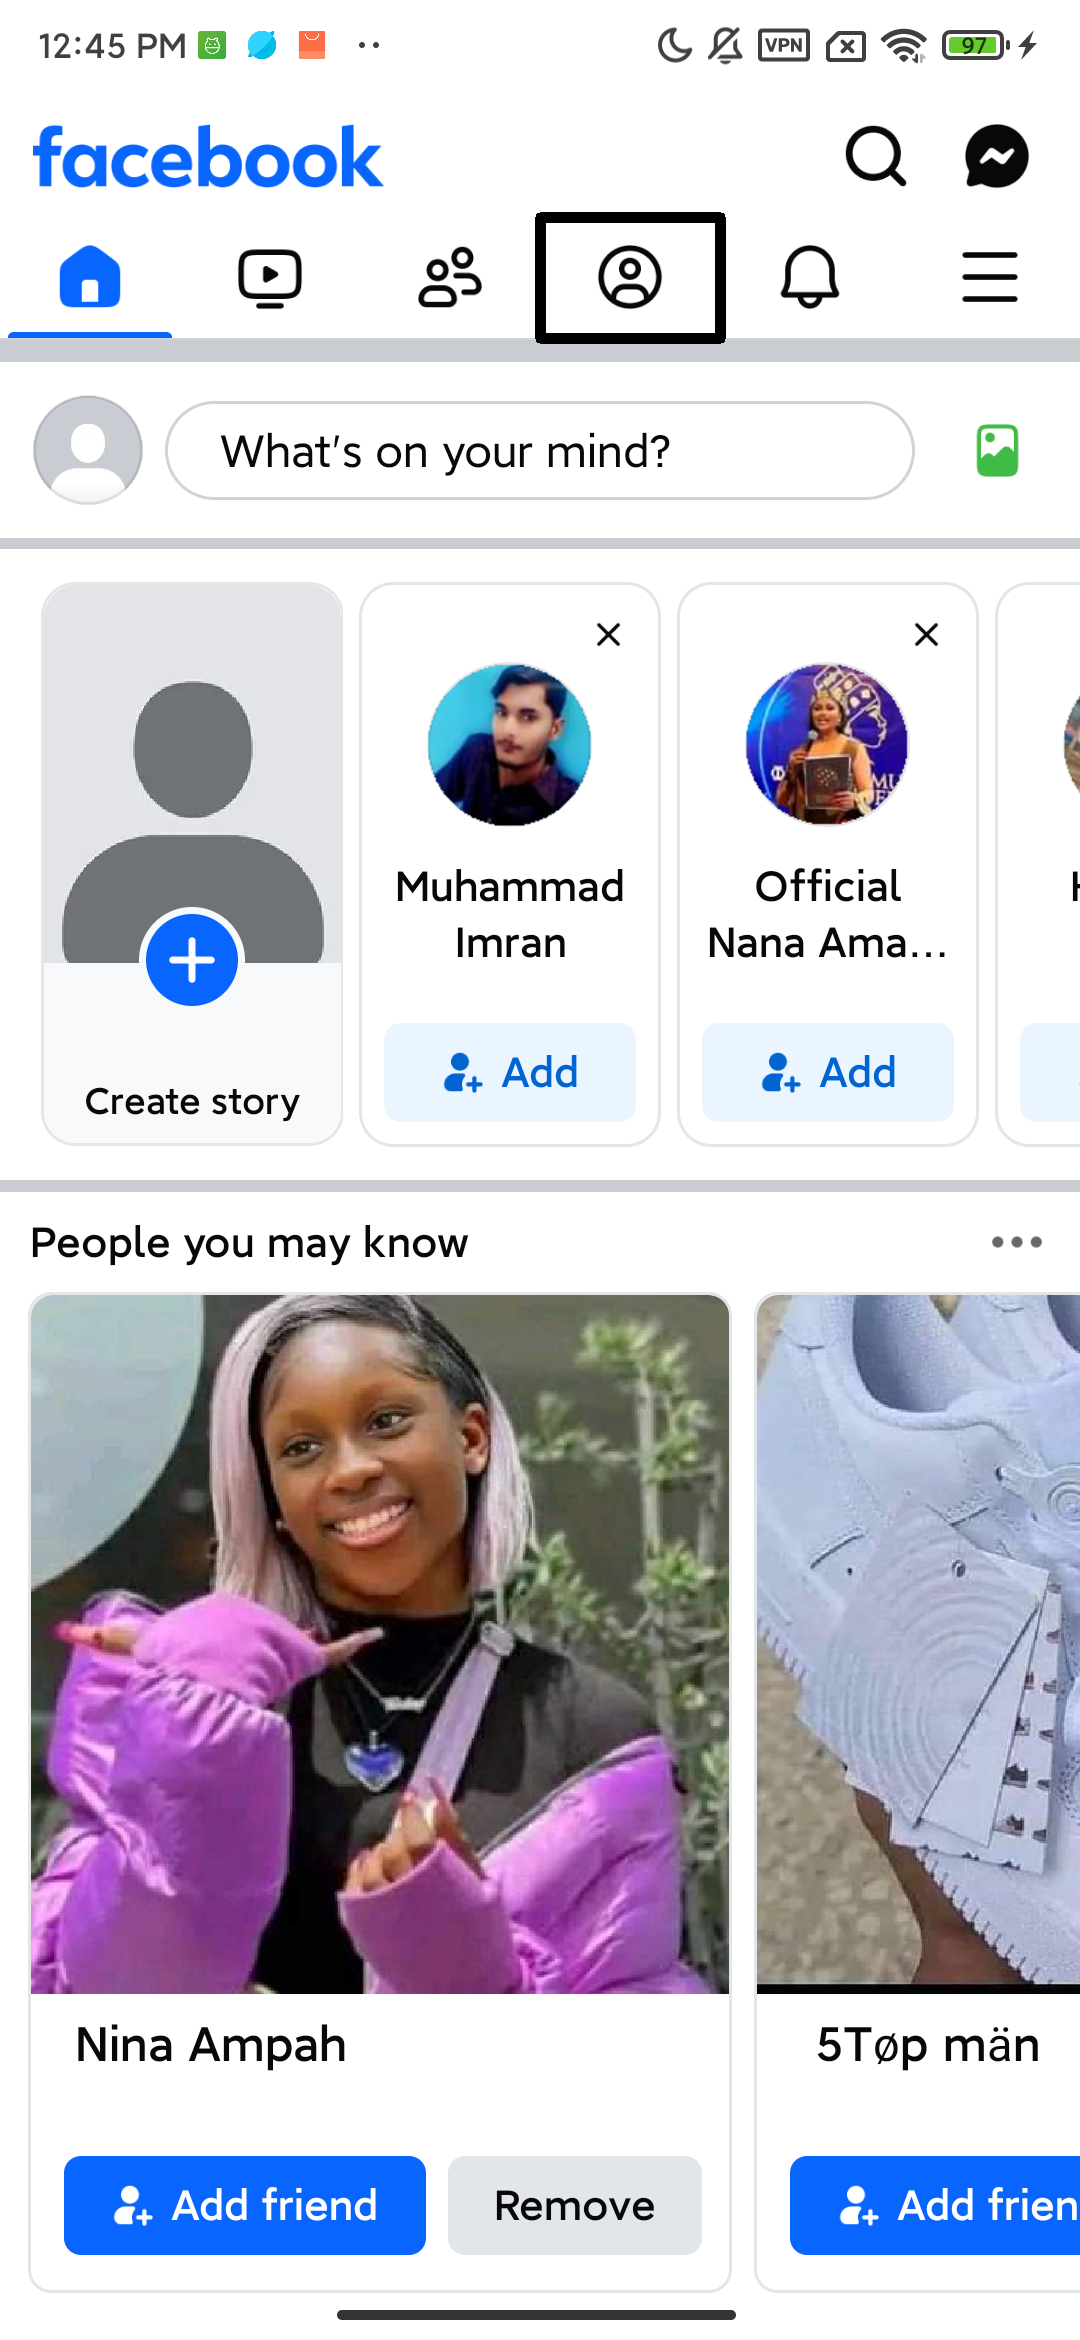 12:45 PM
VPN
97
facebook
What's on your mind?
Muhammad
Imran
Official
Nana Ama...
Add
Add
Create story
People you may know
Nina Ampah
5Tøp män
Add friend
Remove
Add frien